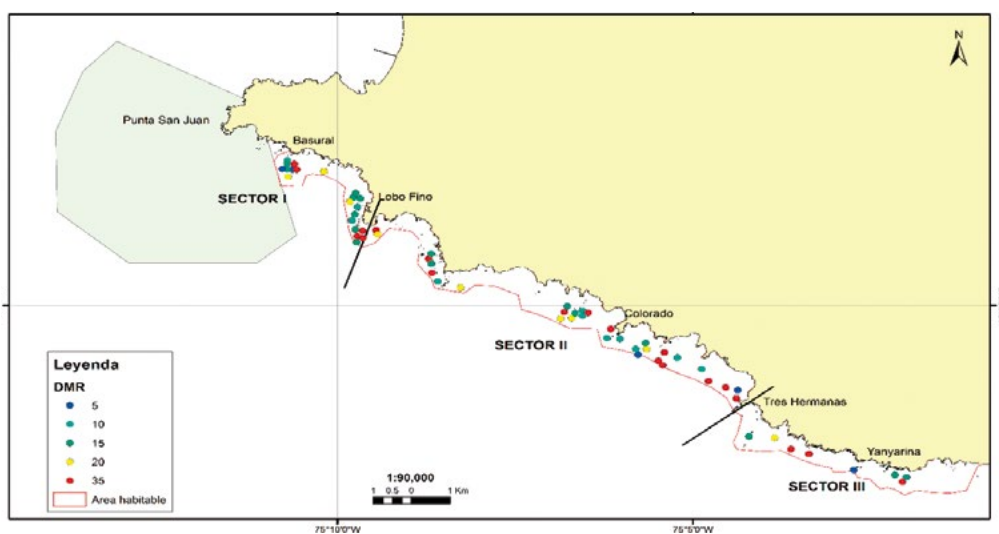 N
Punta San Juan
Basural
SECTOR I
Lobo Fino
Colorado
SECTOR II
Tres Hermanas
Yanyarina
SECTOR III
Leyenda
DMR
5
10
15
20
35
Area habitable
1:90,000
1 0.5 0 1 Km
75°10'0"W
75°5'0"W